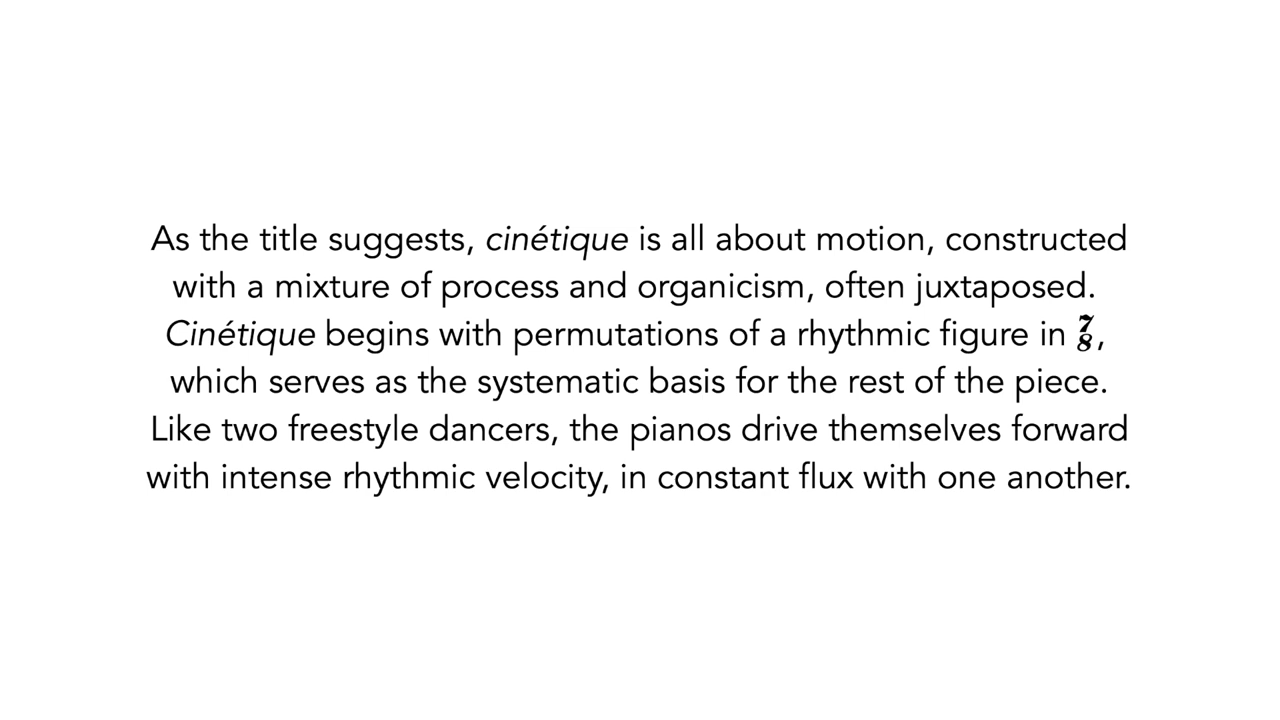 As the title suggests, cinétique is all about motion, constructed
with a mixture of process and organicism, often juxtaposed.
Cinétique begins with permutations of a rhythmic figure in 7/8,
which serves as the systematic basis for the rest of the piece.
Like two freestyle dancers, the pianos drive themselves forward
with intense rhythmic velocity, in constant flux with one another.